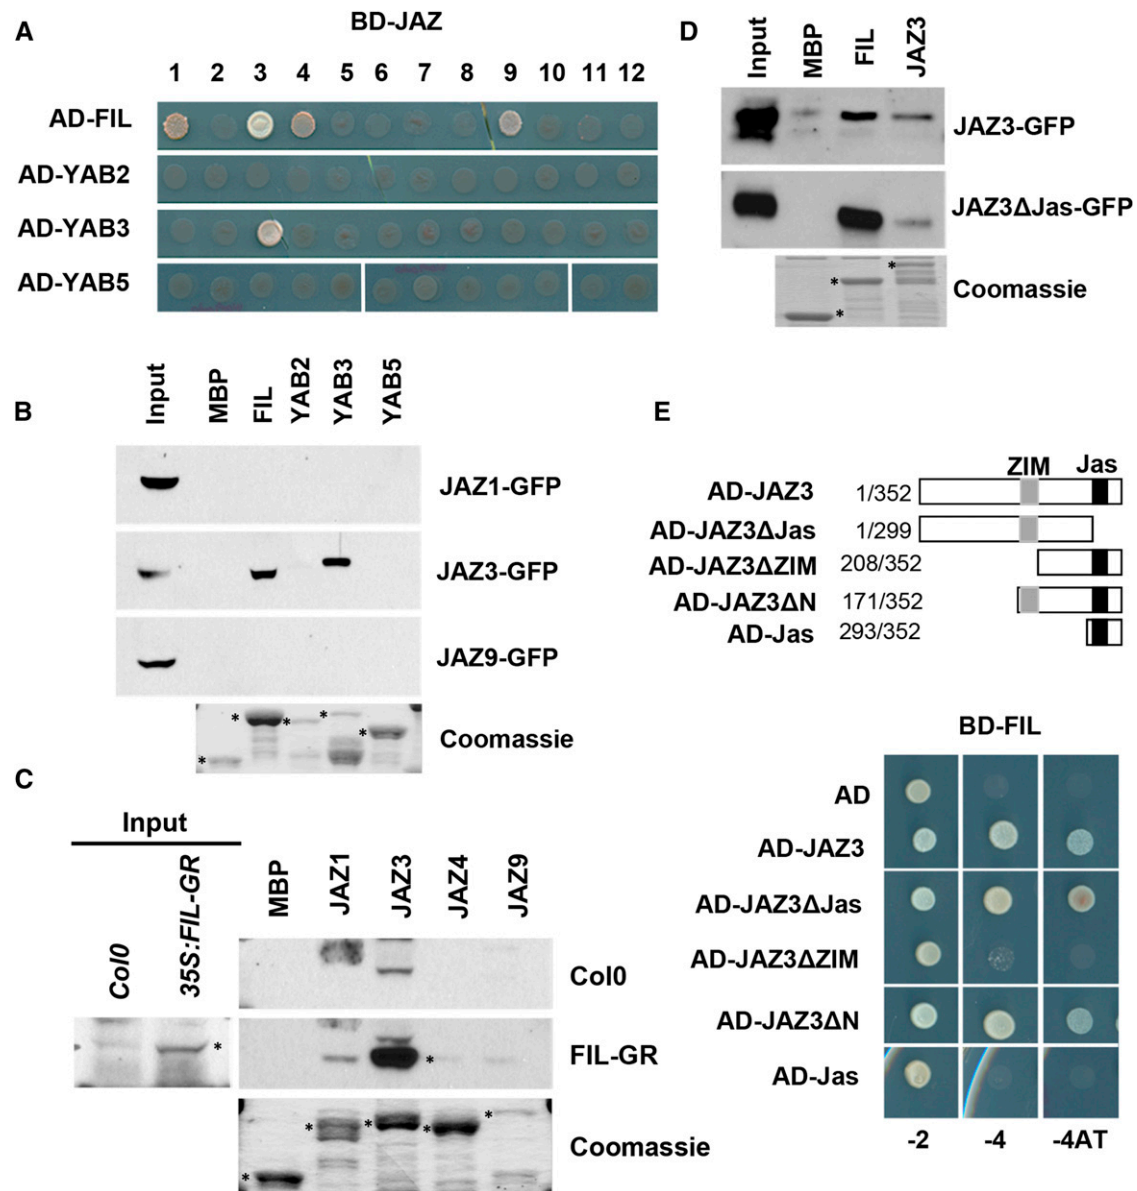 A
BD-JAZ
1 2 3 4 5 6 7 8 9 10 11 12
AD-FIL
AD-YAB2
AD-YAB3
AD-YAB5
B
Input MBP FIL YAB2 YAB3 YAB5
JAZ1-GFP
JAZ3-GFP
JAZ9-GFP
* * * * *
Coomassie
C
Input
Col0 35S:FIL-GR
MBP JAZ1 JAZ3 JAZ4 JAZ9
Col0
* * FIL-GR
* * * * *
Coomassie
D
Input MBP FIL JAZ3
JAZ3-GFP
JAZ3ΔJas-GFP
* * *
Coomassie
E
ZIM Jas
AD-JAZ3 1/352
AD-JAZ3ΔJas 1/299
AD-JAZ3ΔZIM 208/352
AD-JAZ3ΔN 171/352
AD-Jas 293/352
BD-FIL
AD
AD-JAZ3
AD-JAZ3ΔJas
AD-JAZ3ΔZIM
AD-JAZ3ΔN
AD-Jas
-2 -4 -4AT